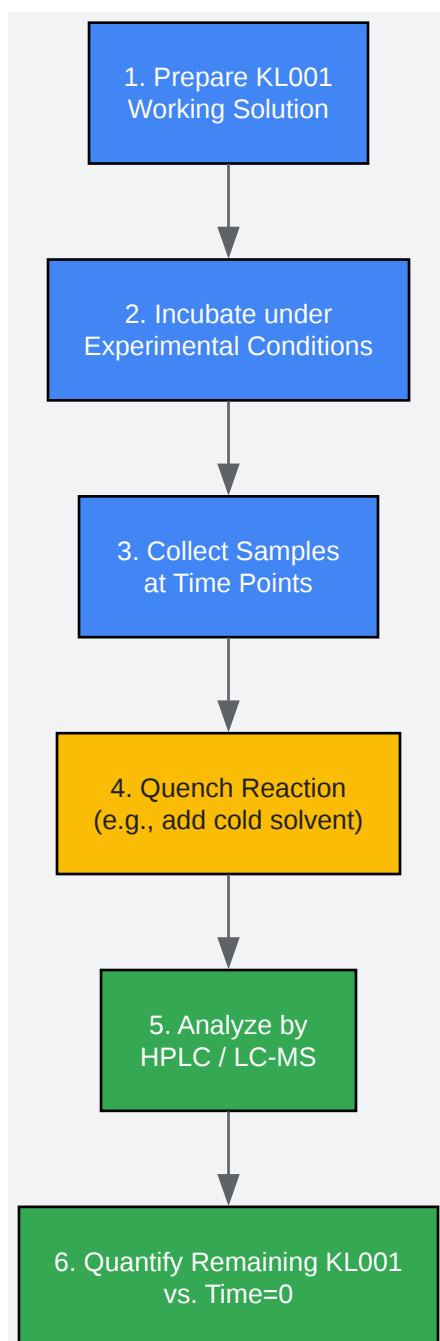 1. Prepare KL001
Working Solution
2. Incubate under
Experimental Conditions
3. Collect Samples
at Time Points
4. Quench Reaction
(e.g., add cold solvent)
5. Analyze by
HPLC / LC-MS
6. Quantify Remaining KL001
vs. Time=0